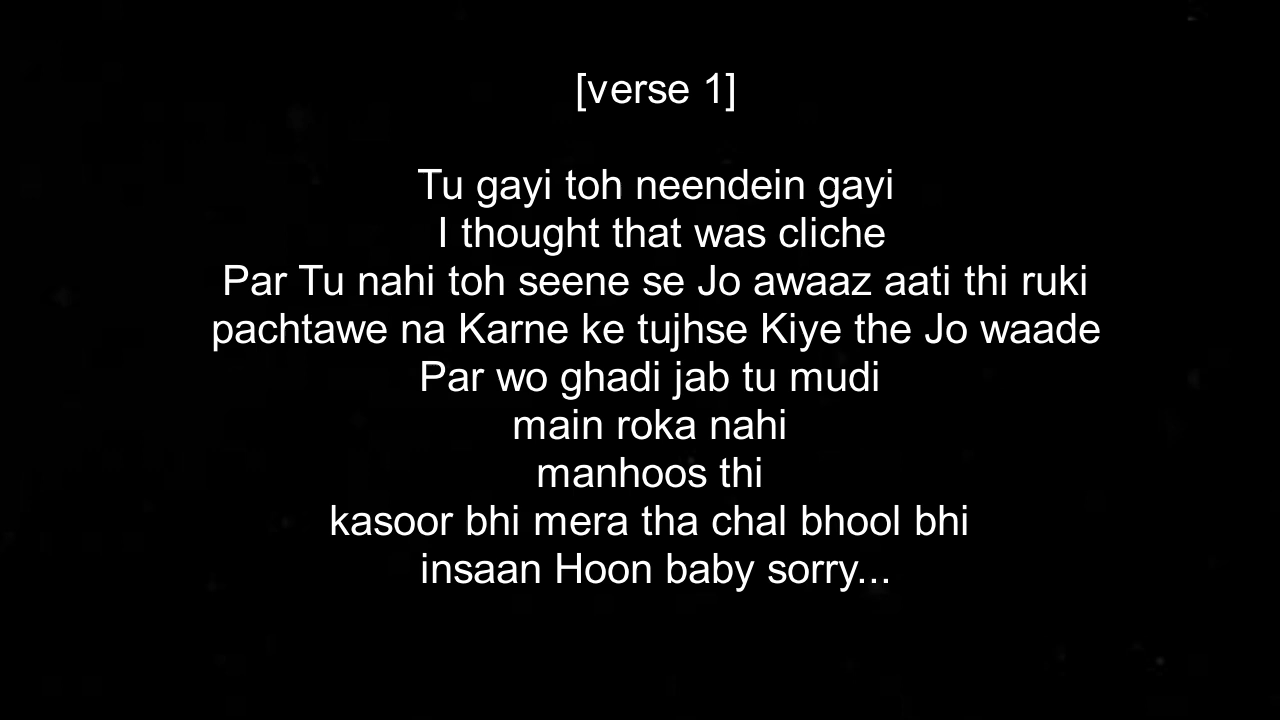 [verse 1]
Tu gayi toh neendein gayi
I thought that was cliche
Par Tu nahi toh seene se Jo awaaz aati thi ruki
pachtawe na Karne ke tujhse Kiye the Jo waade
Par wo ghadi jab tu mudi
main roka nahi
manhoos thi
kasoor bhi mera tha chal bhool bhi
insaan Hoon baby sorry...